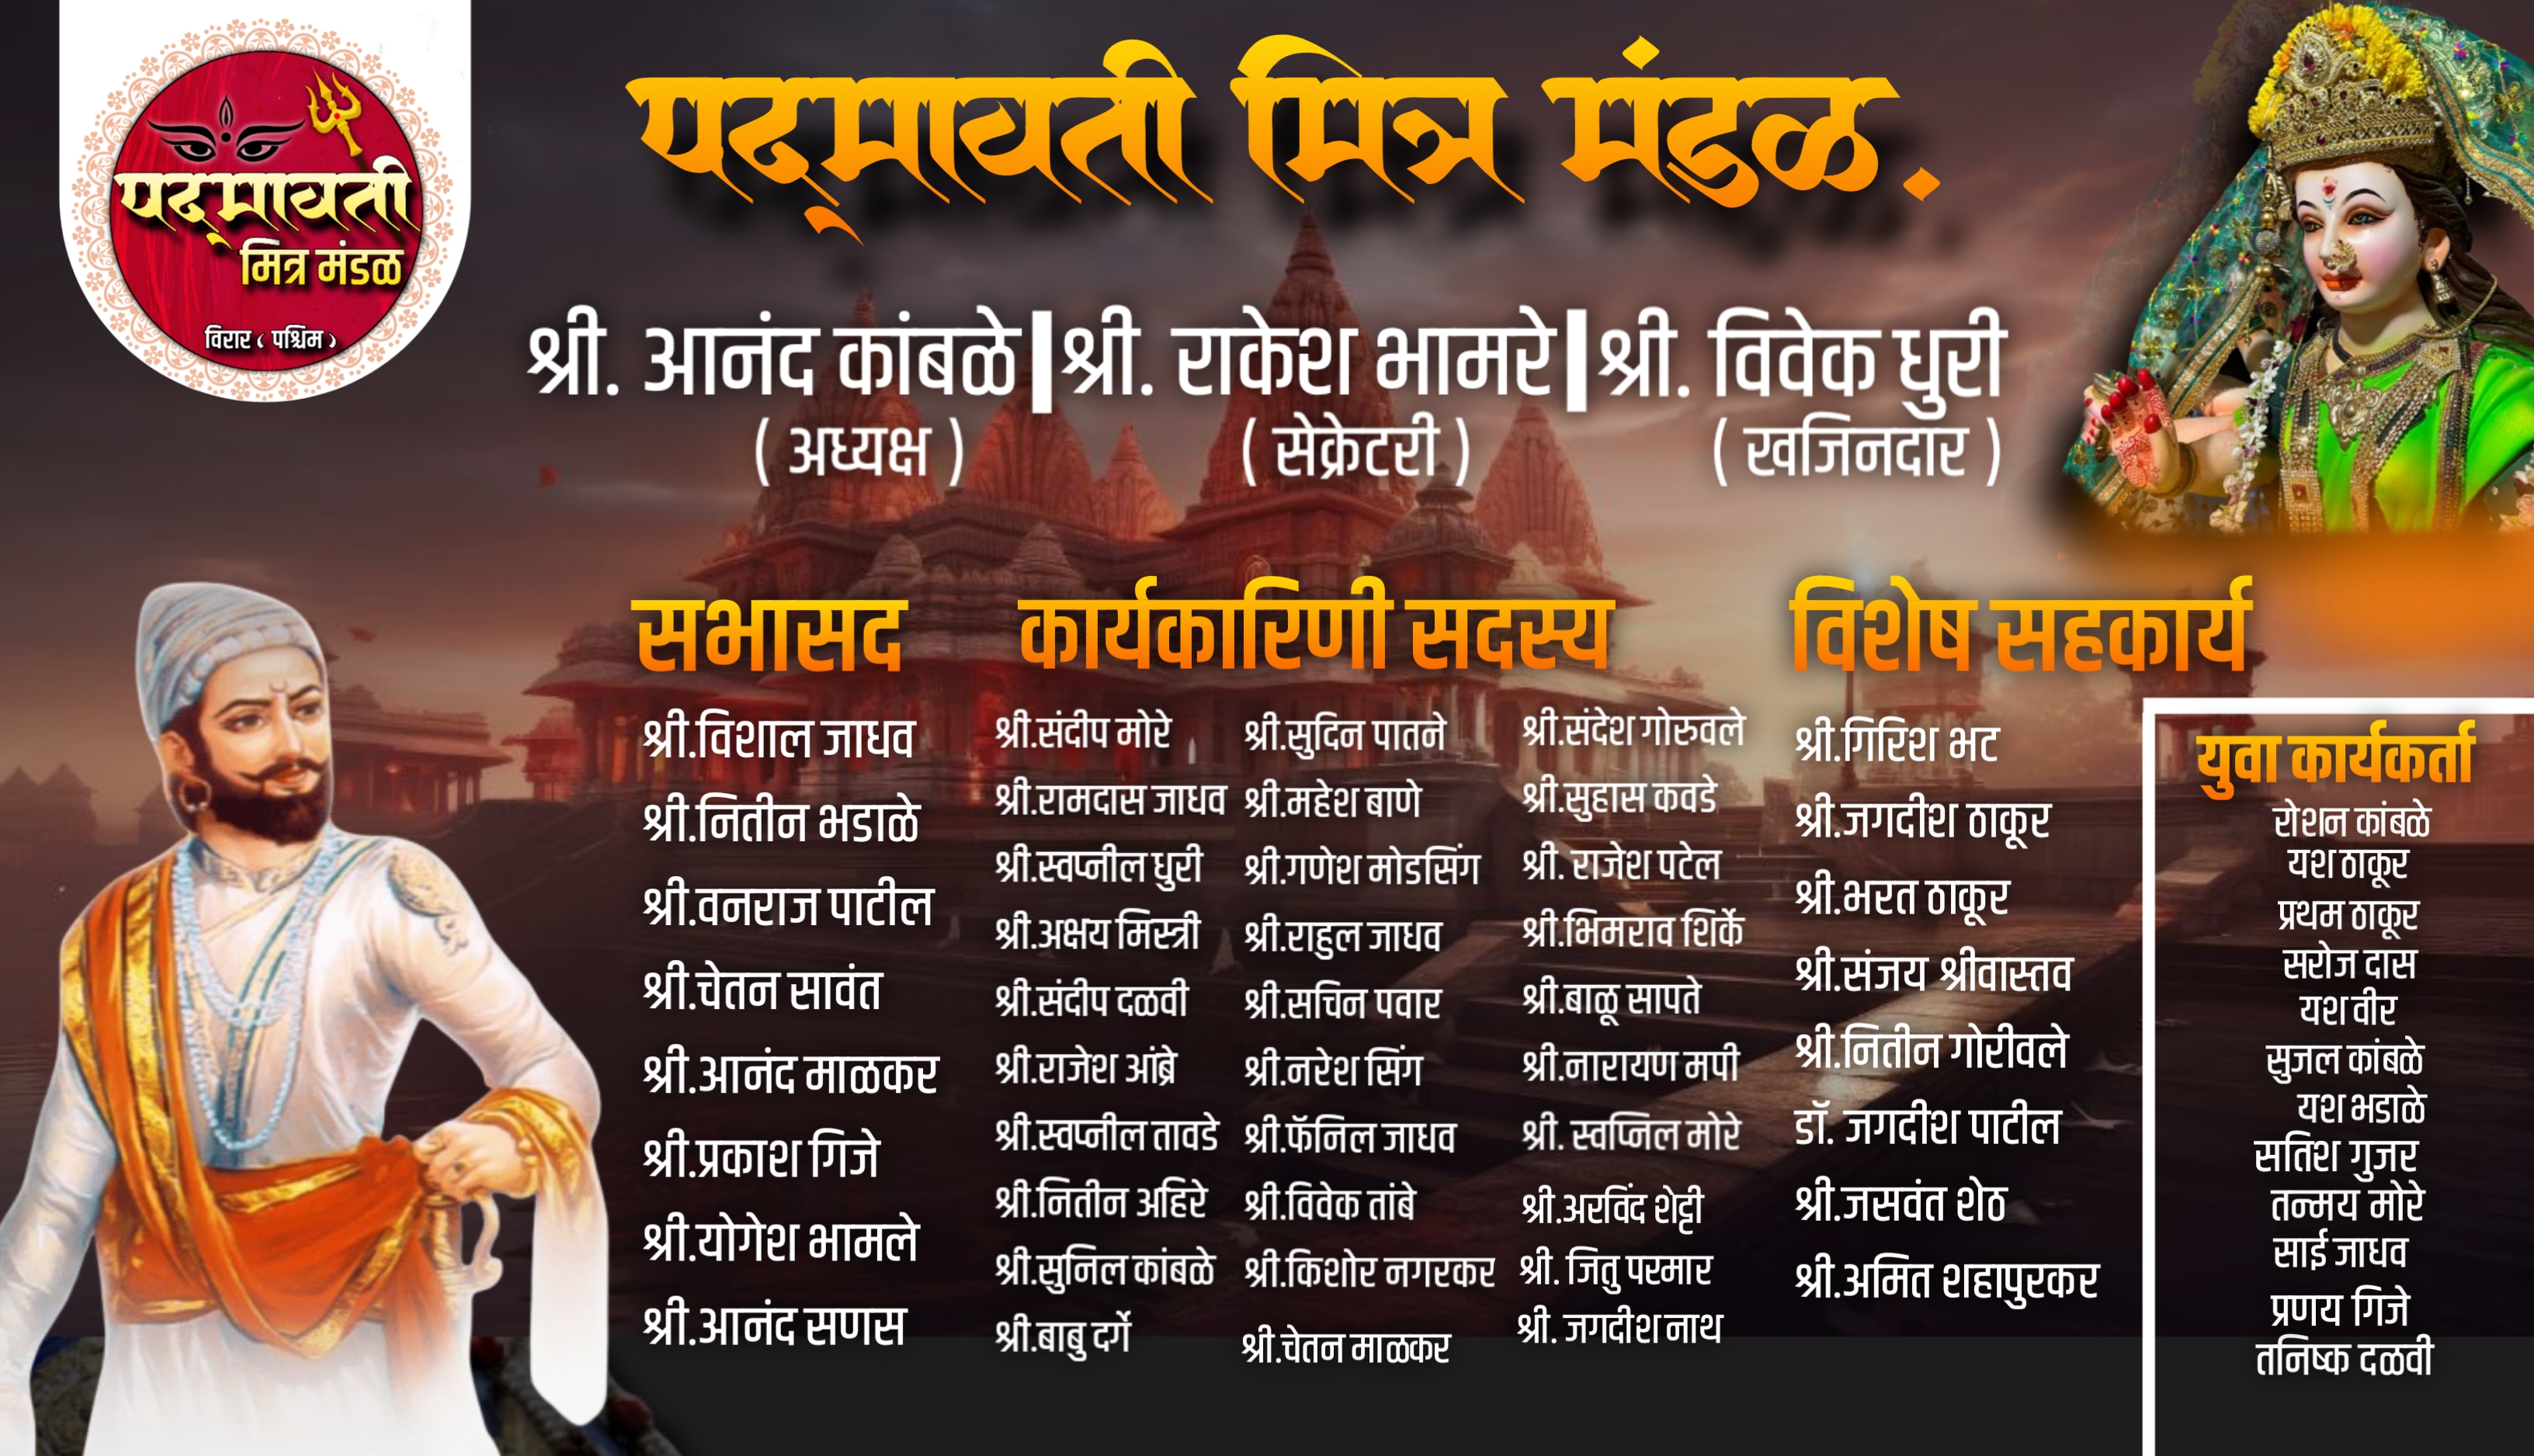 पद्मावती
मित्र मंडळ
विरार ( पश्चिम )
पद्मावती मित्र मंडळ.
श्री. आनंद कांबळे | श्री. राकेश भामरे | श्री. विवेक धुरी
( अध्यक्ष ) ( सेक्रेटरी ) ( खजिनदार )
सभासद
श्री.विशाल जाधव
श्री.नितीन भडाळे
श्री.वनराज पाटील
श्री.चेतन सावंत
श्री.आनंद माळकर
श्री.प्रकाश गिजे
श्री.योगेश भामले
श्री.आनंद सणस
कार्यकारिणी सदस्य
श्री.संदीप मोरे
श्री.रामदास जाधव
श्री.स्वप्नील धुरी
श्री.अक्षय मिस्त्री
श्री.संदीप दळवी
श्री.राजेश आंब्रे
श्री.स्वप्नील तावडे
श्री.नितीन अहिरे
श्री.सुनिल कांबळे
श्री.बाबु दर्गे
श्री.सुदिन पातने
श्री.महेश बाणे
श्री.गणेश मोडसिंग
श्री.राहुल जाधव
श्री.सचिन पवार
श्री.नरेश सिंग
श्री.फॅनिल जाधव
श्री.विवेक तांबे
श्री.किशोर नगरकर
श्री.चेतन माळकर
श्री.संदेश गोरुवले
श्री.सुहास कवडे
श्री. राजेश पटेल
श्री.भिमराव शिर्के
श्री.बाळू सापते
श्री.नारायण मपी
श्री. स्वप्निल मोरे
श्री.अरविंद शेट्टी
श्री. जितु परमार
श्री. जगदीश नाथ
विशेष सहकार्य
श्री.गिरिश भट
श्री.जगदीश ठाकूर
श्री.भरत ठाकूर
श्री.संजय श्रीवास्तव
श्री.नितीन गोरीवले
डॉ. जगदीश पाटील
श्री.जसवंत शेठ
श्री.अमित शहापुरकर
युवा कार्यकर्ता
रोशन कांबळे
यश ठाकूर
प्रथम ठाकूर
सरोज दास
यश वीर
सुजल कांबळे
यश भडाळे
सतिश गुजर
तन्मय मोरे
साई जाधव
प्रणय गिजे
तनिष्क दळवी